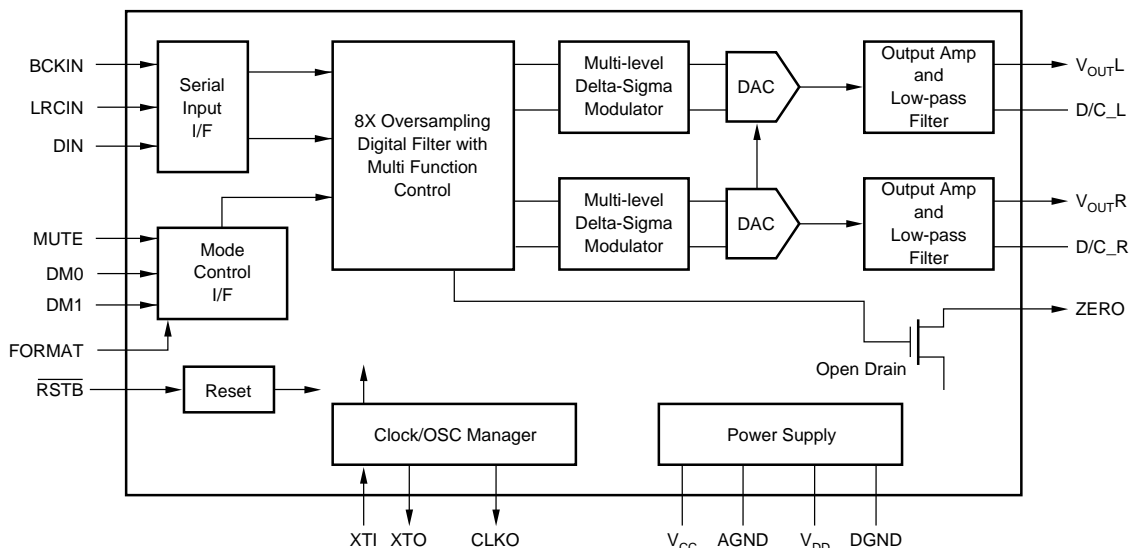 BCKIN
LRCIN
DIN
Serial
Input
I/F
MUTE
DM0
DM1
FORMAT
Mode
Control
I/F
RSTB
Reset
8X Oversampling
Digital Filter with
Multi Function
Control
Multi-level
Delta-Sigma
Modulator
DAC
Output Amp
and
Low-pass
Filter
VOUTL
D/C_L
Multi-level
Delta-Sigma
Modulator
DAC
Output Amp
and
Low-pass
Filter
VOUTR
D/C_R
ZERO
Open Drain
Clock/OSC Manager
Power Supply
XTI
XTO
CLKO
VCC
AGND
VDD
DGND